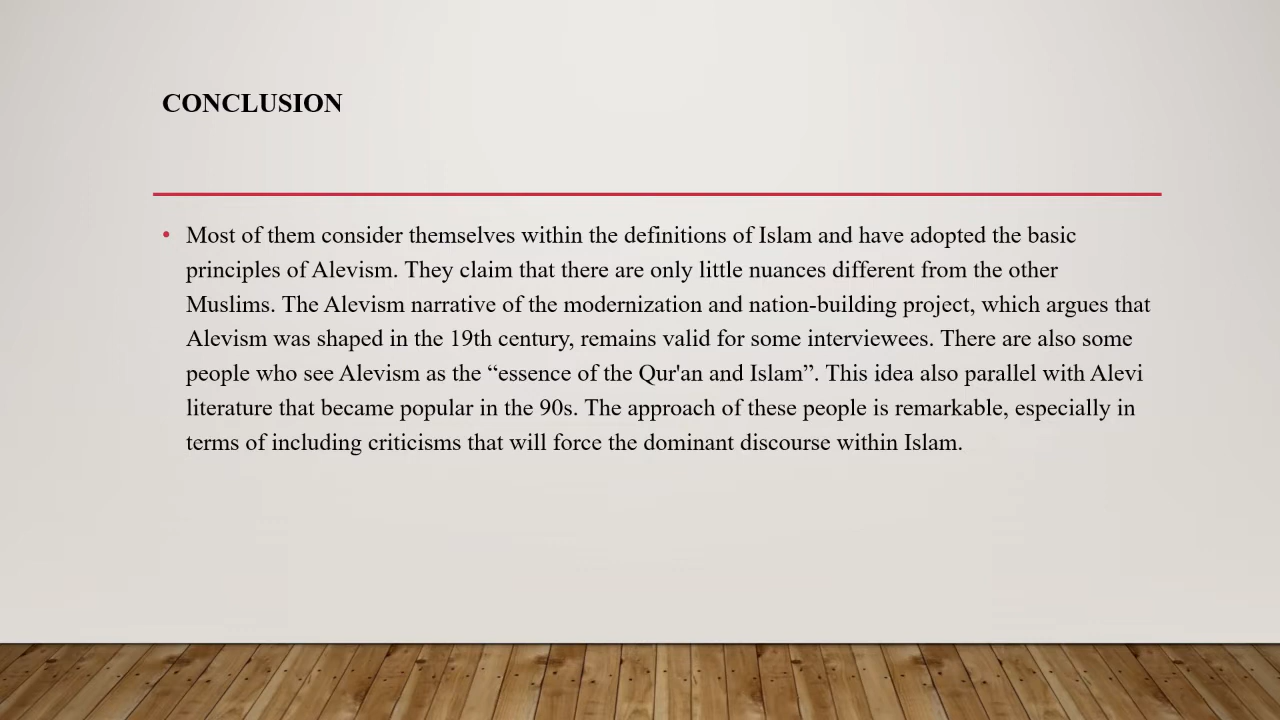 CONCLUSION
• Most of them consider themselves within the definitions of Islam and have adopted the basic
principles of Alevism. They claim that there are only little nuances different from the other
Muslims. The Alevism narrative of the modernization and nation-building project, which argues that
Alevism was shaped in the 19th century, remains valid for some interviewees. There are also some
people who see Alevism as the “essence of the Qur'an and Islam”. This idea also parallel with Alevi
literature that became popular in the 90s. The approach of these people is remarkable, especially in
terms of including criticisms that will force the dominant discourse within Islam.